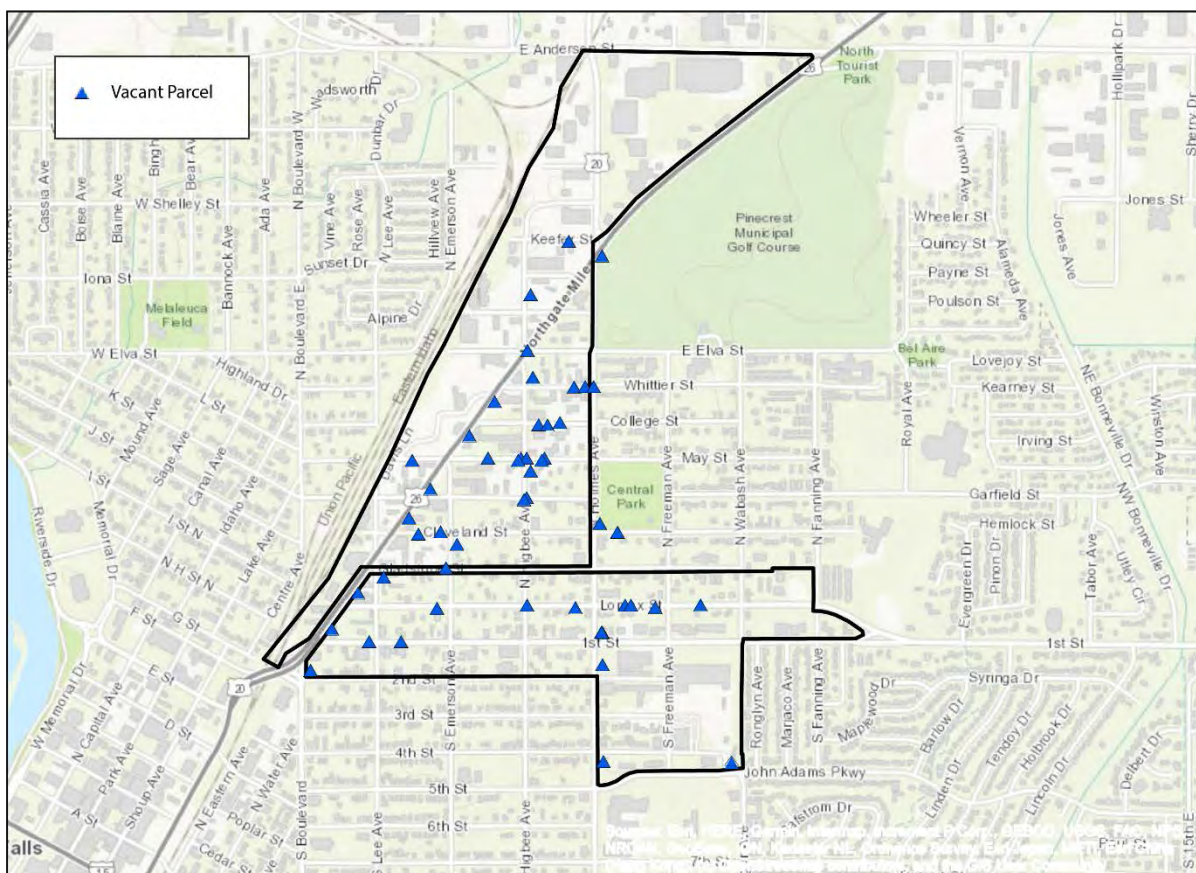 Vacant Parcel
E Anderson St
North
Tourist
Park
26
20
Hollipark Dr
Sherry Dr
Dunbar Dr
N Boulevard W
Cassia Ave
Boise Ave
Blaine Ave
Bear Ave
Ada Ave
W Shelley St
Vine Ave
Rose Ave
N Lee Ave
Hillview Ave
N Emerson Ave
Vernon Ave
Jones St
Jones Ave
Wheeler St
Quincy St
Payne St
Poulson St
Alameda Ave
Pinecrest
Municipal
Golf Course
Sunset Dr
Iona St
Bannock Ave
N Boulevard E
Melaleuca
Field
Alpine Dr
Eastern Idaho
W Elva St
E Elva St
Bel Aire
Park
Lovejoy St
Kearney St
Whittier St
College St
May St
Highland Dr
K St
L St
J St
Mound Ave
Sage Ave
I St
Canal Ave
Idaho Ave
Davis Ln
Union Pacific
Royal Ave
NE Bonneville Dr
Winston Ave
Irving St
Garfield St
Hemlock St
NW Bonneville Dr
Central
Park
Holmes Ave
N Freeman Ave
N Wabash Ave
N Fanning Ave
26
Cleveland St
Riverside Dr
Memorial Dr
I St N
N H St N
Lake Ave
G St
F St
Centre Ave
Evergreen Dr
Pinon Dr
Tabor Ave
Utley Cir
1st St
1st St
E St
D St
20
W Memorial Dr
N Capital Ave
Park Ave
Shoup Ave
A St
N Eastern Ave
N Water Ave
Poplar St
Cedar St
S Boulevard
S Lee Ave
2nd St
3rd St
4th St
5th St
6th St
7th St
S Emerson Ave
S Freeman Ave
Ronglyn Ave
Marjaco Ave
S Fanning Ave
Maplewood Dr
Syringa Dr
Barlow Dr
Tendoy Dr
Holbrook Dr
Linden Dr
Lincoln Dr
Delbert Dr
John Adams Pkwy
S 15th E
alls